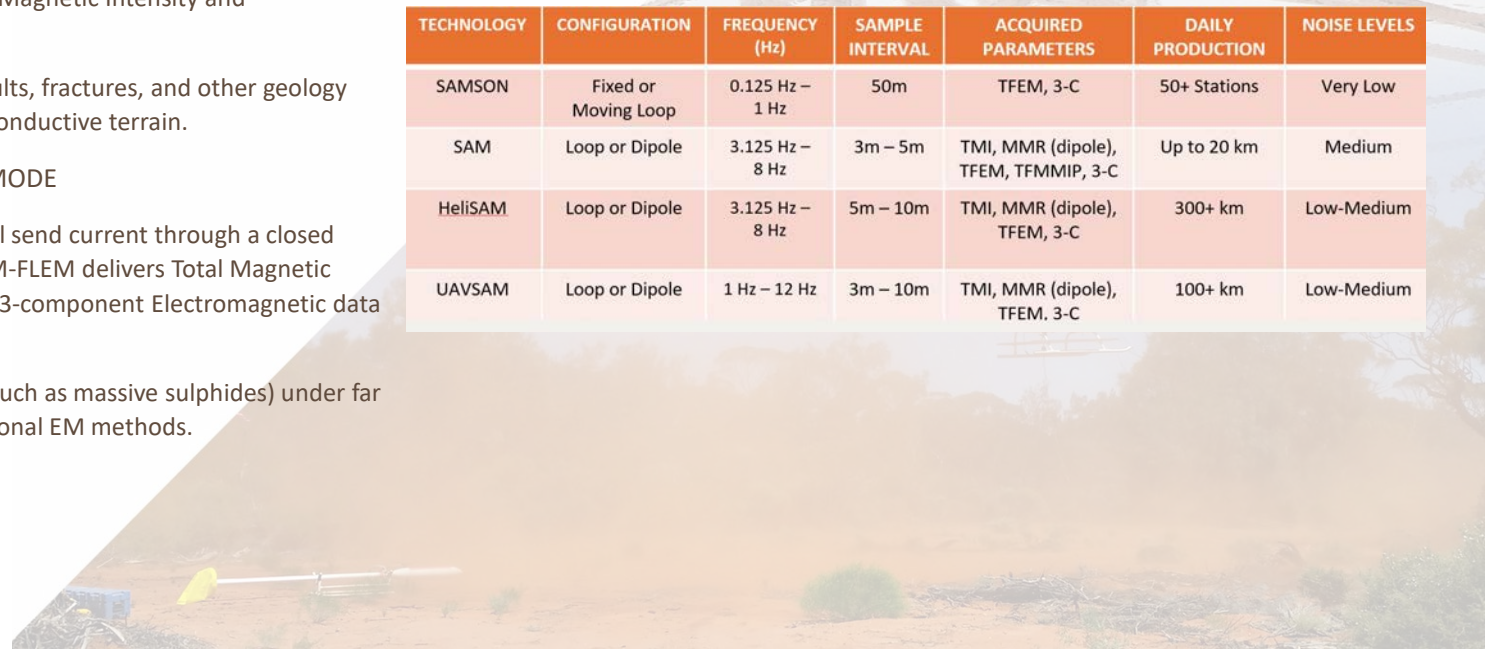 Magnetic Intensity and
ults, fractures, and other geology
onductive terrain.
MODE
l send current through a closed
M-FLEM delivers Total Magnetic
3-component Electromagnetic data
uch as massive sulphides) under far
onal EM methods.
TECHNOLOGY CONFIGURATION FREQUENCY (Hz) SAMPLE INTERVAL ACQUIRED PARAMETERS DAILY PRODUCTION NOISE LEVELS
SAMSON Fixed or Moving Loop 0.125 Hz – 1 Hz 50m TFEM, 3-C 50+ Stations Very Low
SAM Loop or Dipole 3.125 Hz – 8 Hz 3m – 5m TMI, MMR (dipole), TFEM, TFMMIP, 3-C Up to 20 km Medium
HeliSAM Loop or Dipole 3.125 Hz – 8 Hz 5m – 10m TMI, MMR (dipole), TFEM, 3-C 300+ km Low-Medium
UAVSAM Loop or Dipole 1 Hz – 12 Hz 3m – 10m TMI, MMR (dipole), TFEM, 3-C 100+ km Low-Medium